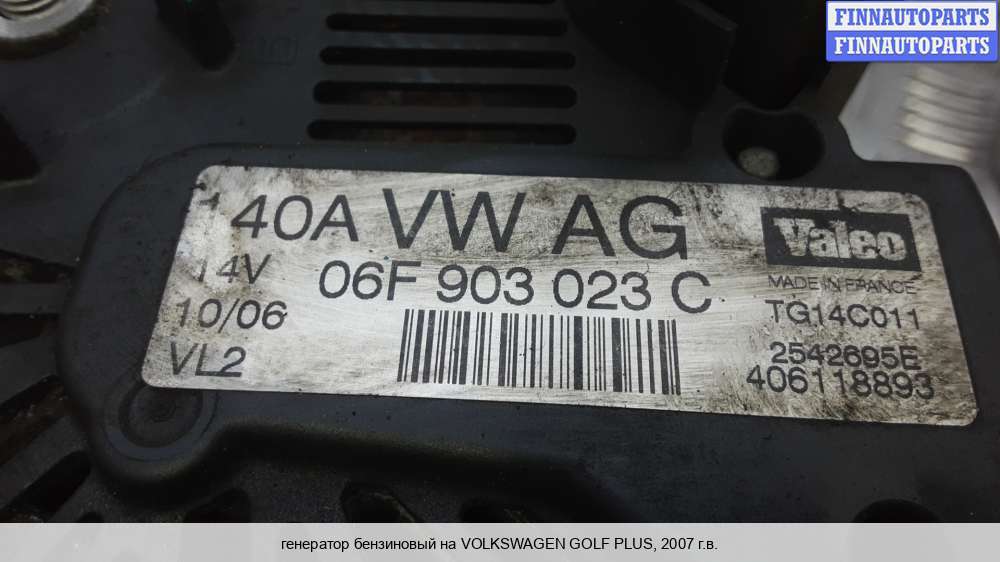 FINNAUTOPARTS
FINNAUTOPARTS
140A VW AG
Valeo
14V
06F 903 023 C
MADE IN FRANCE
10/06
TG14C011
VL2
2542695E
406118893
генератор бензиновый на VOLKSWAGEN GOLF PLUS, 2007 г.в.